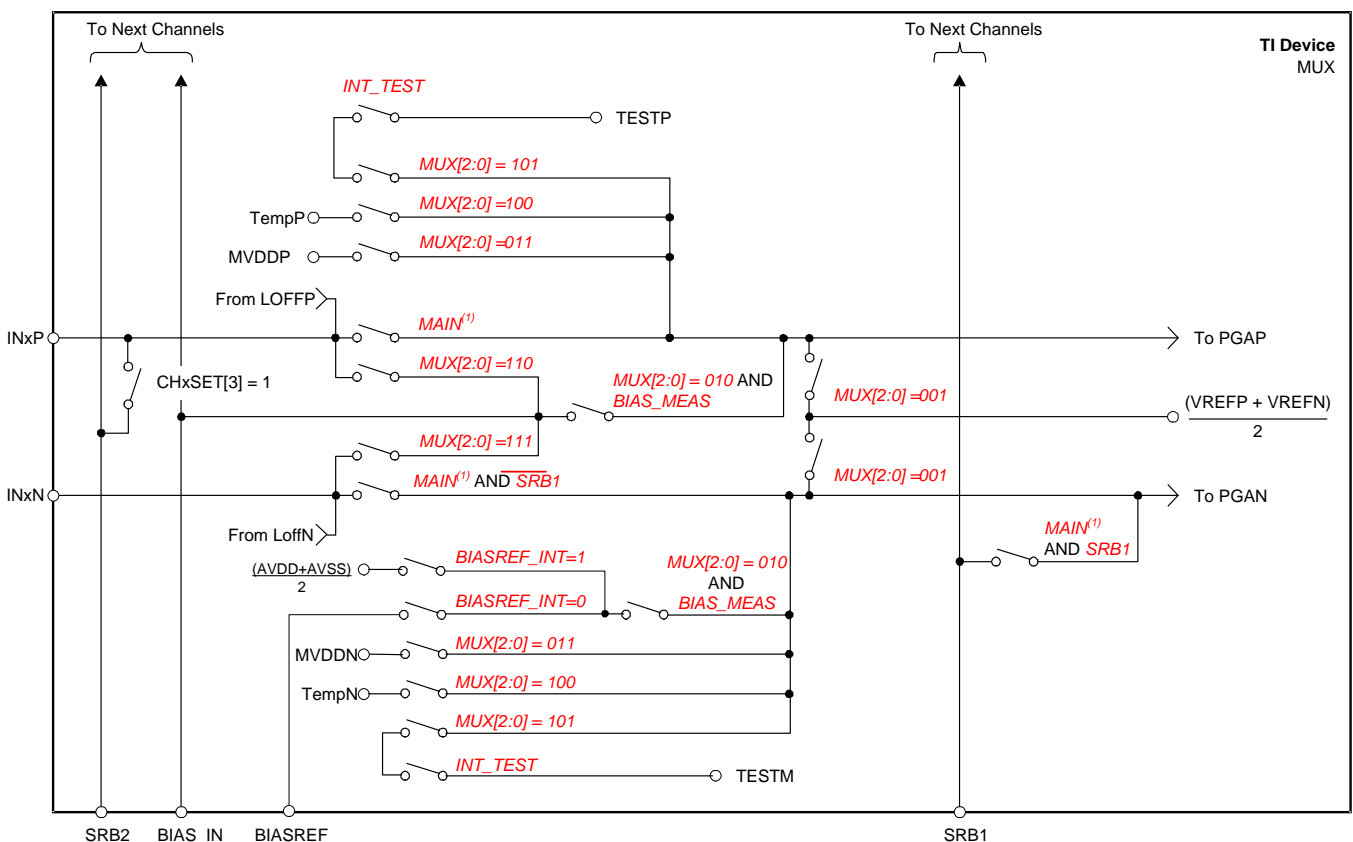 To Next Channels
To Next Channels
TI Device
MUX
INT_TEST
TESTP
MUX[2:0] = 101
TempP
MUX[2:0] =100
MVDDP
MUX[2:0] =011
From LOFFP
INxP
MAIN(1)
To PGAP
MUX[2:0] =110
CHxSET[3] = 1
MUX[2:0] = 010 AND
BIAS_MEAS
MUX[2:0] =001
(VREFP + VREFN)
2
MUX[2:0] =111
MUX[2:0] =001
MAIN(1) AND SRB1
INxN
To PGAN
From LoffN
MAIN(1)
AND SRB1
(AVDD+AVSS)
2
BIASREF_INT=1
MUX[2:0] = 010
AND
BIAS_MEAS
BIASREF_INT=0
MVDDN
MUX[2:0] = 011
TempN
MUX[2:0] = 100
MUX[2:0] = 101
INT_TEST
TESTM
SRB2
BIAS IN
BIASREF
SRB1